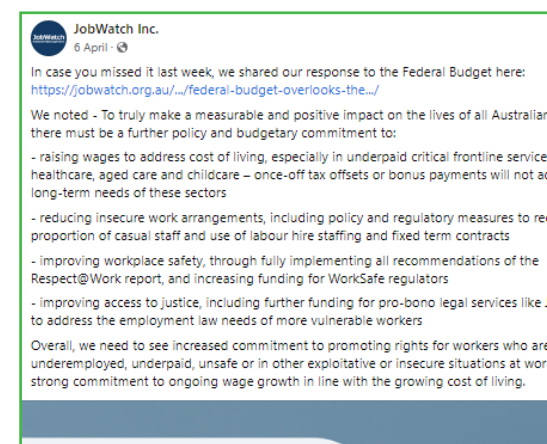 JobWatch
JobWatch Inc.
6 April ·
In case you missed it last week, we shared our response to the Federal Budget here:
https://jobwatch.org.au/.../federal-budget-overlooks-the.../
We noted - To truly make a measurable and positive impact on the lives of all Australian
there must be a further policy and budgetary commitment to:
- raising wages to address cost of living, especially in underpaid critical frontline service
healthcare, aged care and childcare – once-off tax offsets or bonus payments will not a
long-term needs of these sectors
- reducing insecure work arrangements, including policy and regulatory measures to re
proportion of casual staff and use of labour hire staffing and fixed term contracts
- improving workplace safety, through fully implementing all recommendations of the
Respect@Work report, and increasing funding for WorkSafe regulators
- improving access to justice, including further funding for pro-bono legal services like
to address the employment law needs of more vulnerable workers
Overall, we need to see increased commitment to promoting rights for workers who are
underemployed, underpaid, unsafe or in other exploitative or insecure situations at wor
strong commitment to ongoing wage growth in line with the growing cost of living.